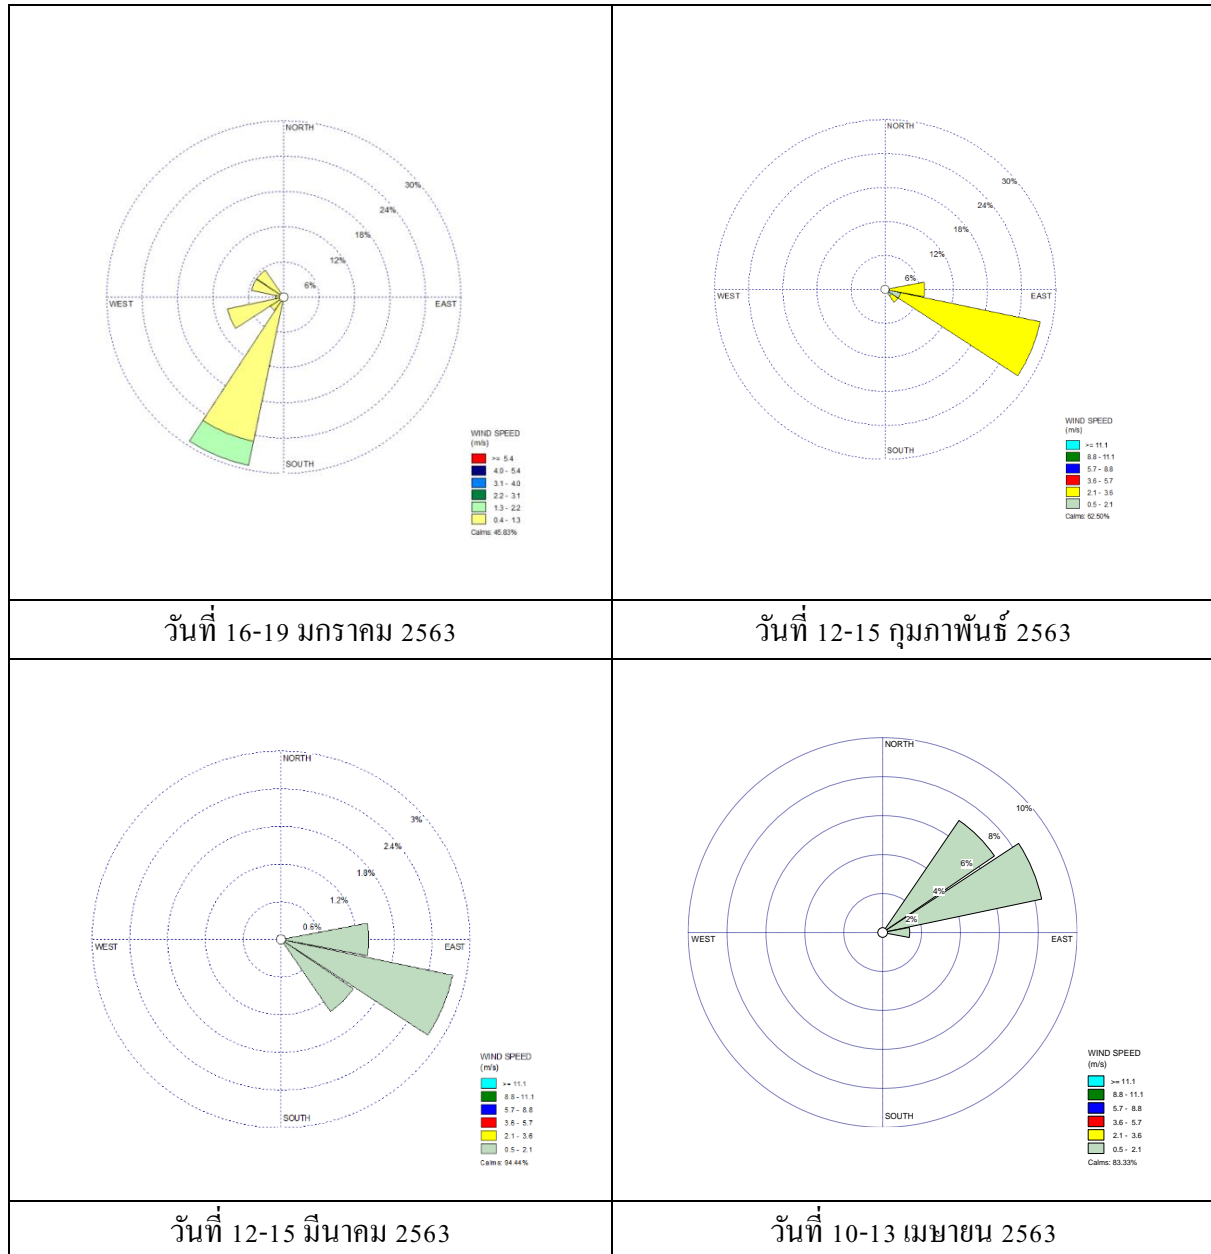 NORTH
30%
24%
18%
12%
6%
WEST
EAST
SOUTH
WIND SPEED
(m/s)
>= 5.4
4.0 - 5.4
3.1 - 4.0
2.2 - 3.1
1.3 - 2.2
0.4 - 1.3
Calms: 45.83%
NORTH
30%
24%
18%
12%
6%
WEST
EAST
SOUTH
WIND SPEED
(m/s)
>= 11.1
8.8 - 11.1
5.7 - 8.8
3.6 - 5.7
2.1 - 3.6
0.5 - 2.1
Calms: 62.50%
วันที่ 16-19 มกราคม 2563
วันที่ 12-15 กุมภาพันธ์ 2563
NORTH
3%
2.4%
1.8%
1.2%
0.6%
WEST
EAST
SOUTH
WIND SPEED
(m/s)
>= 11.1
8.8 - 11.1
5.7 - 8.8
3.6 - 5.7
2.1 - 3.6
0.5 - 2.1
Calms: 94.44%
NORTH
10%
8%
6%
4%
2%
WEST
EAST
SOUTH
WIND SPEED
(m/s)
>= 11.1
8.8 - 11.1
5.7 - 8.8
3.6 - 5.7
2.1 - 3.6
0.5 - 2.1
Calms: 83.33%
วันที่ 12-15 มีนาคม 2563
วันที่ 10-13 เมษายน 2563